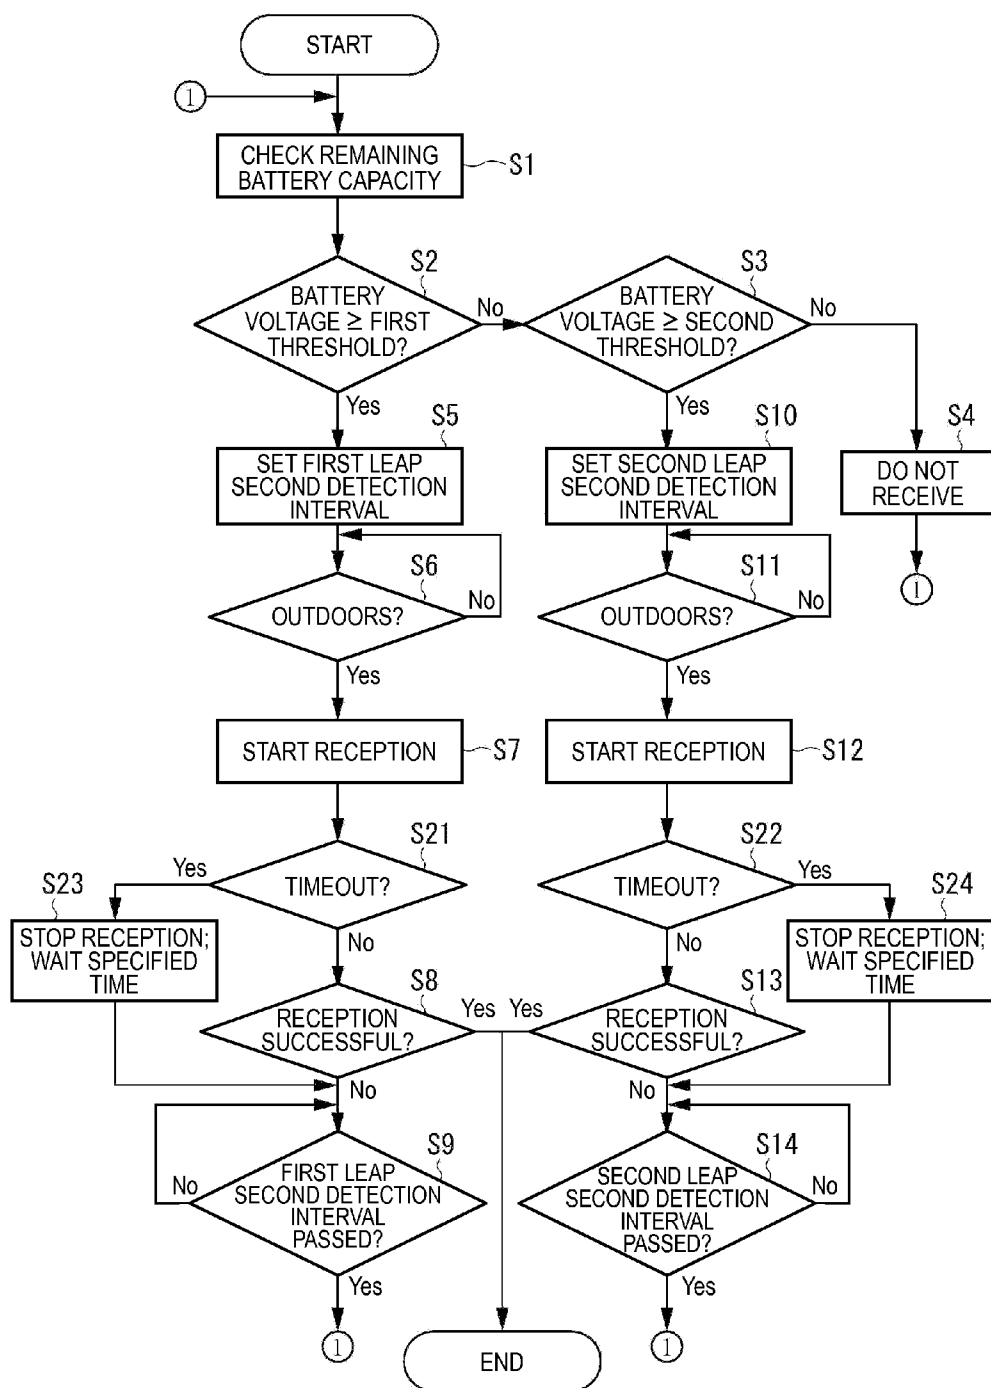 START
1
CHECK REMAINING
BATTERY CAPACITY
S1
S2
BATTERY
VOLTAGE ≥ FIRST
THRESHOLD?
No
Yes
S3
BATTERY
VOLTAGE ≥ SECOND
THRESHOLD?
No
Yes
S5
SET FIRST LEAP
SECOND DETECTION
INTERVAL
S10
SET SECOND LEAP
SECOND DETECTION
INTERVAL
S4
DO NOT
RECEIVE
1
S6
OUTDOORS?
No
Yes
S11
OUTDOORS?
No
Yes
START RECEPTION
S7
START RECEPTION
S12
S21
Yes
TIMEOUT?
No
S22
TIMEOUT?
Yes
No
S23
STOP RECEPTION;
WAIT SPECIFIED
TIME
S24
STOP RECEPTION;
WAIT SPECIFIED
TIME
S8
RECEPTION
SUCCESSFUL?
Yes
No
S13
Yes
RECEPTION
SUCCESSFUL?
No
S9
No
FIRST LEAP
SECOND DETECTION
INTERVAL
PASSED?
Yes
S14
SECOND LEAP
SECOND DETECTION
INTERVAL
PASSED?
No
Yes
1
END
1